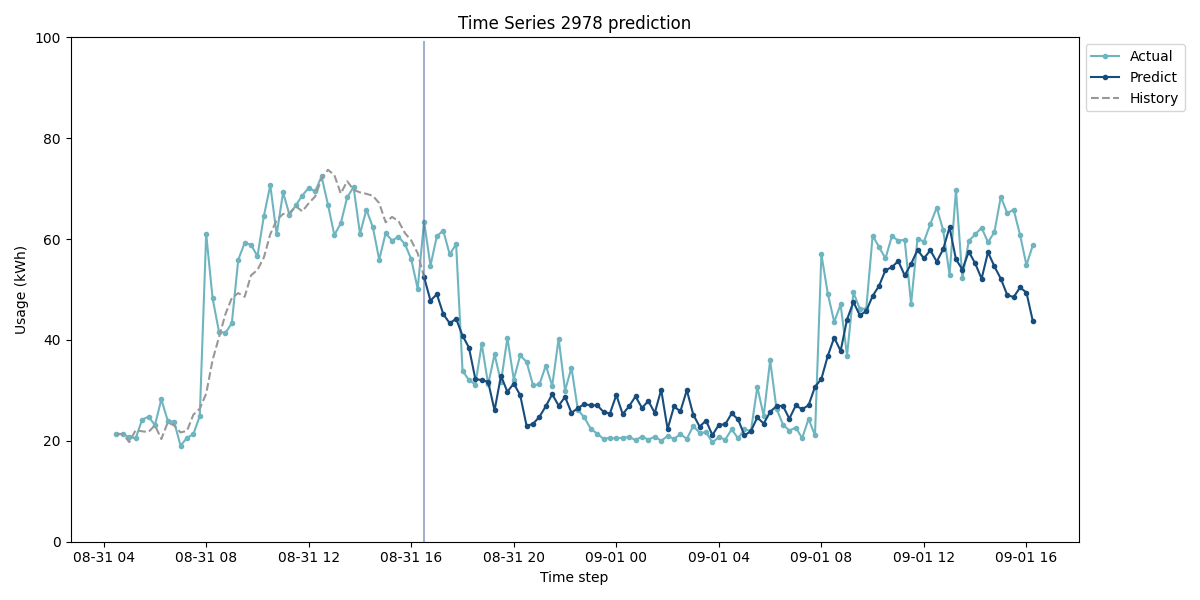 Time Series 2978 prediction
Usage (kWh)
100
80
60
40
20
0
08-31 04
08-31 08
08-31 12
08-31 16
08-31 20
09-01 00
09-01 04
09-01 08
09-01 12
09-01 16
Time step
Actual
Predict
History